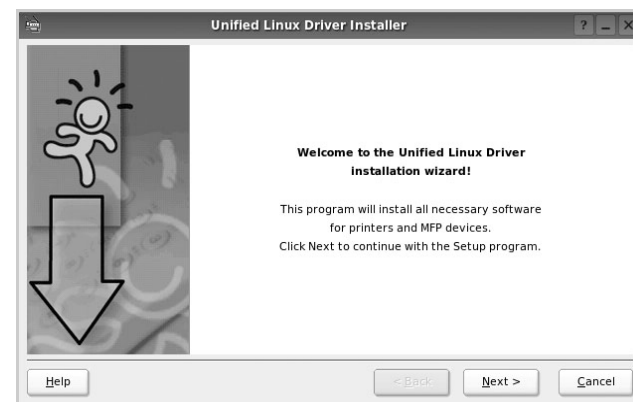 Unified Linux Driver Installer
Welcome to the Unified Linux Driver
installation wizard!
This program will install all necessary software
for printers and MFP devices.
Click Next to continue with the Setup program.
Help
< Back
Next >
Cancel